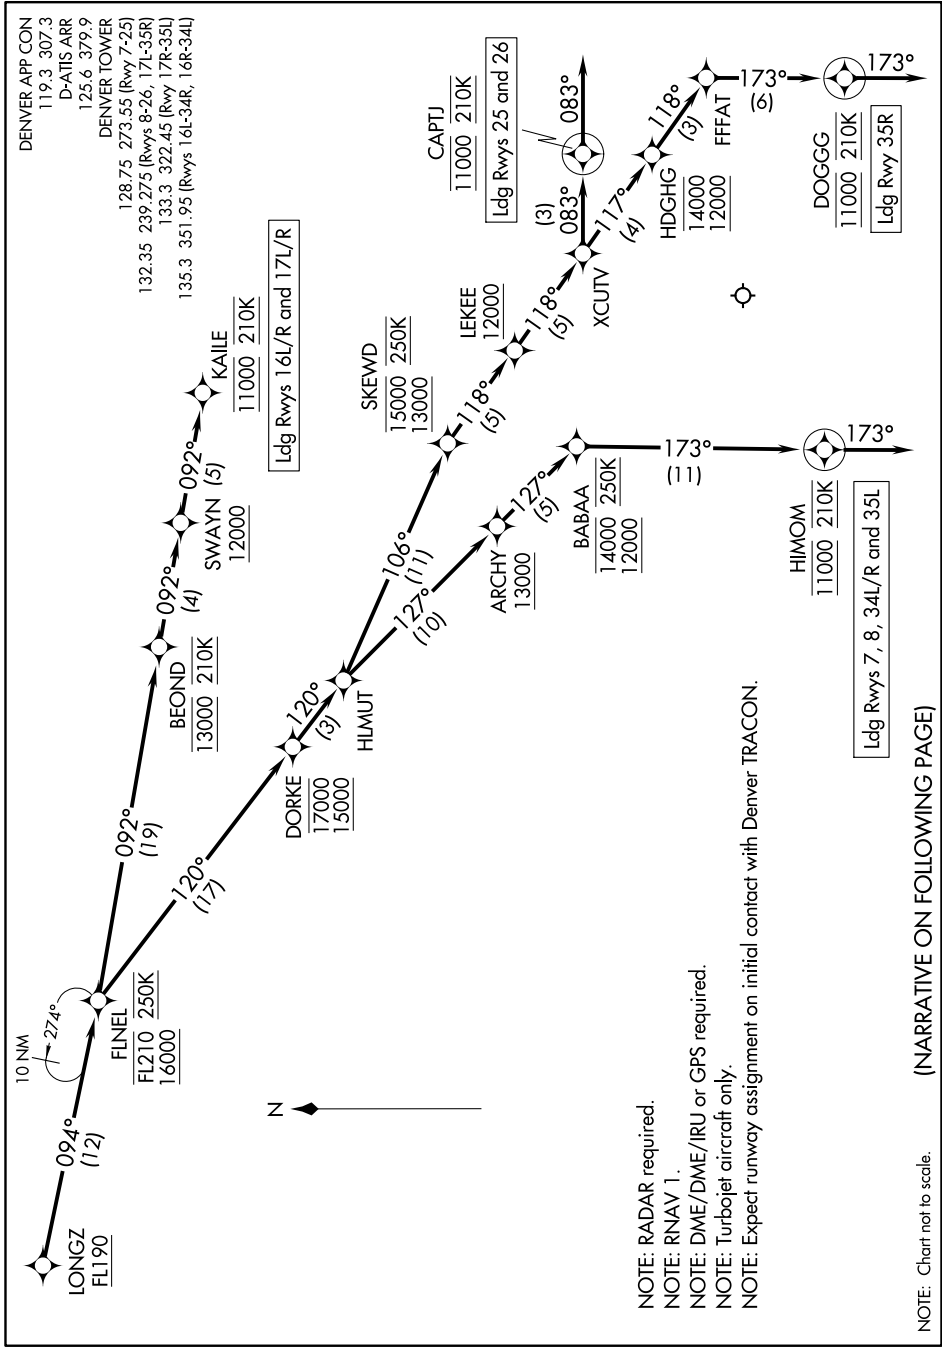 DENVER APP CON
119.3 307.3
D-ATIS ARR
125.6 379.9
DENVER TOWER
128.75 273.55 (Rwy 7-25)
132.35 239.275 (Rwys 8-26, 17L-35R)
133.3 322.45 (Rwy 17R-35L)
135.3 351.95 (Rwys 16L-34R, 16R-34L)
10 NM
274°
LONGZ
FL190
094°
(12)
FLNEL
FL210 250K
16000
092°
(19)
BEOND
13000 210K
092°
(4)
SWAYN
12000
092°
(5)
KAILE
11000 210K
Ldg Rwys 16L/R and 17L/R
120°
(17)
DORKE
17000
15000
120°
(3)
HLMUT
106°
(11)
SKEWD
15000 250K
13000
118°
(5)
LEKEE
12000
118°
(5)
XCUTV
(3)
083°
CAPTJ
11000 210K
Ldg Rwys 25 and 26
083°
117°
(4)
HDGHG
14000
12000
118°
(3)
FFFAT
173°
(6)
DOGGG
11000 210K
Ldg Rwy 35R
173°
127°
(10)
ARCHY
13000
127°
(5)
BABAA
14000 250K
12000
173°
(11)
HIMOM
11000 210K
Ldg Rwys 7, 8, 34L/R and 35L
173°
N
NOTE: RADAR required.
NOTE: RNAV 1.
NOTE: DME/DME/IRU or GPS required.
NOTE: Turbojet aircraft only.
NOTE: Expect runway assignment on initial contact with Denver TRACON.
(NARRATIVE ON FOLLOWING PAGE)
NOTE: Chart not to scale.